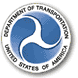 DEPARTMENT OF TRANSPORTATION
UNITED STATES OF AMERICA